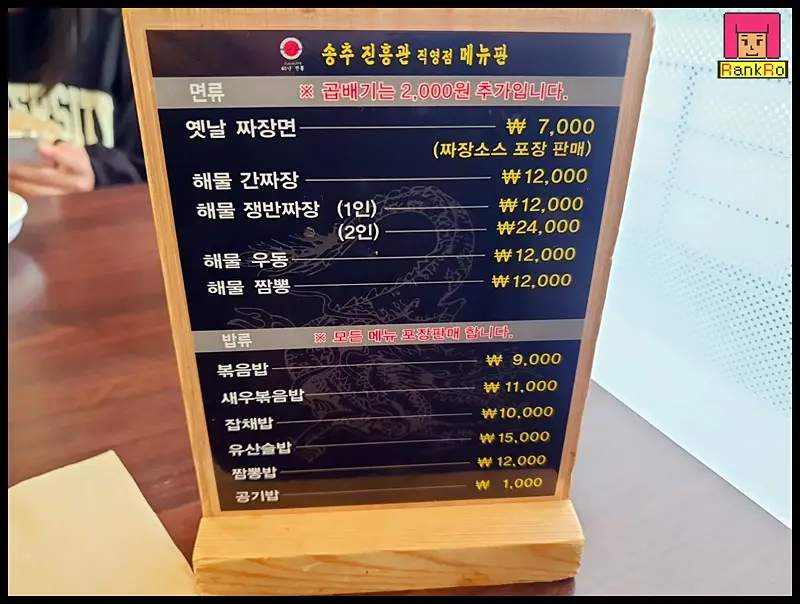 송추 진흥관 직영점 메뉴판
60년 전통
면류 ※ 곱배기는 2,000원 추가입니다.
옛날 짜장면 ₩ 7,000
(짜장소스 포장 판매)
해물 간짜장 ₩12,000
해물 쟁반짜장 (1인) ₩12,000
(2인) ₩24,000
해물 우동 ₩12,000
해물 짬뽕 ₩12,000
밥류 ※ 모든 메뉴 포장판매 합니다.
볶음밥 ₩ 9,000
새우볶음밥 ₩11,000
잡채밥 ₩10,000
유산슬밥 ₩15,000
짬뽕밥 ₩12,000
공기밥 ₩ 1,000
RankRo